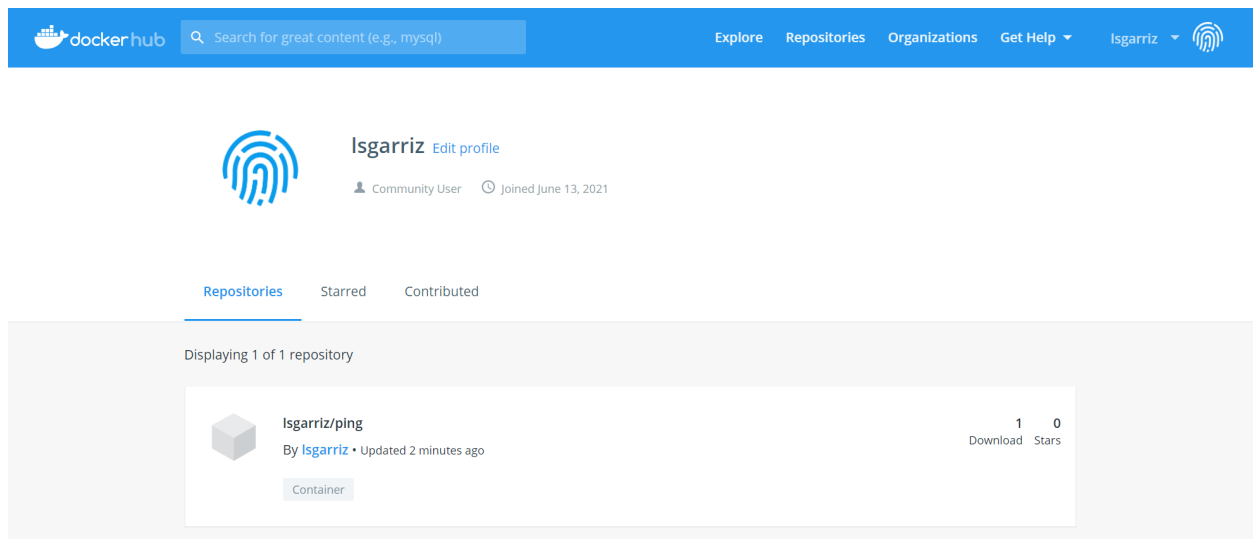 dockerhub Search for great content (e.g., mysql) Explore Repositories Organizations Get Help lsgarriz
lsgarriz Edit profile
Community User Joined June 13, 2021
Repositories Starred Contributed
Displaying 1 of 1 repository
lsgarriz/ping 1 0
By lsgarriz • Updated 2 minutes ago Download Stars
Container